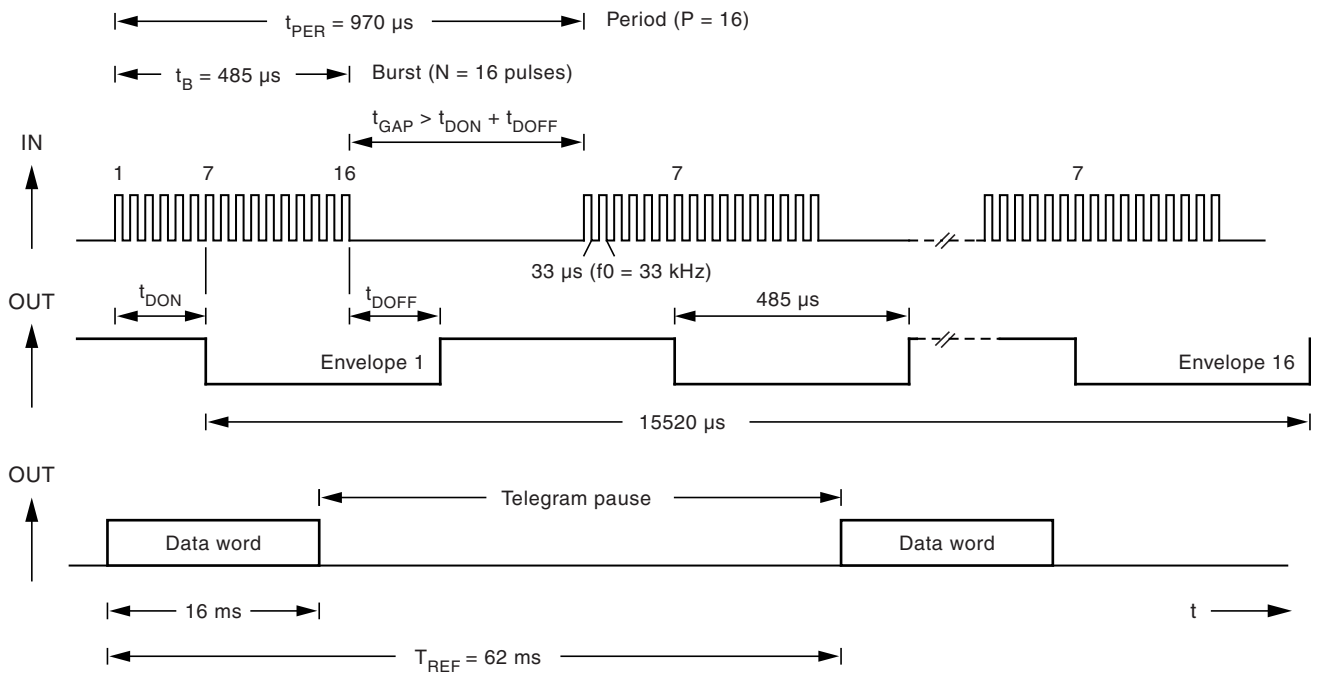 t_PER = 970 µs Period (P = 16)
t_B = 485 µs Burst (N = 16 pulses)
t_GAP > t_DON + t_DOFF
IN
1 7 16 7 7
33 µs (f0 = 33 kHz)
OUT
t_DON t_DOFF 485 µs
Envelope 1 Envelope 16
15520 µs
OUT
Telegram pause
Data word Data word
16 ms t
T_REF = 62 ms